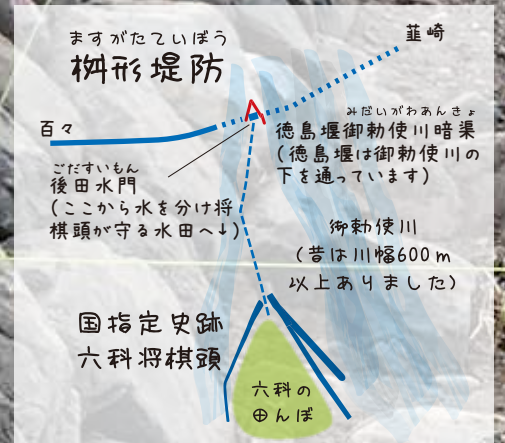 ますがたていぼう
桝形堤防
韮崎
百々
みだいがわあんきょ
徳島堰御勅使川暗渠
(徳島堰は御勅使川の
下を通っています)
ごだすいもん
後田水門
(ここから水を分け将
棋頭が守る水田へ↓)
御勅使川
(昔は川幅600m
以上ありました)
国指定史跡
六科将棋頭
六科の
田んぼ